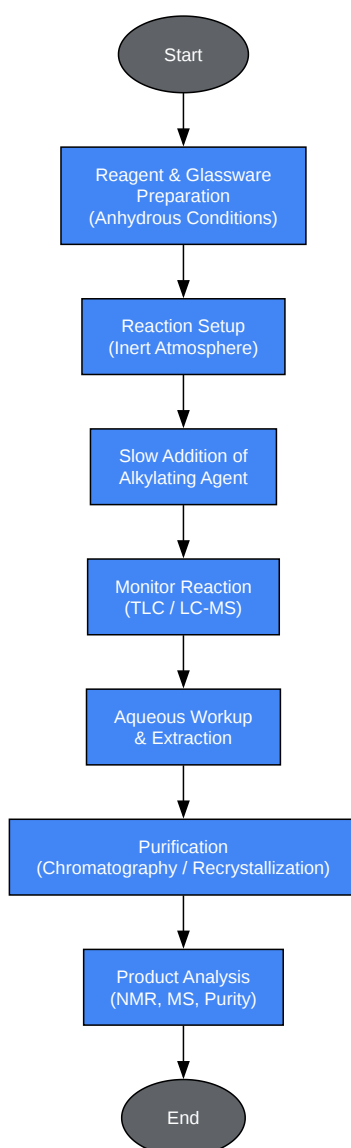 Start
Reagent & Glassware
Preparation
(Anhydrous Conditions)
Reaction Setup
(Inert Atmosphere)
Slow Addition of
Alkylating Agent
Monitor Reaction
(TLC / LC-MS)
Aqueous Workup
& Extraction
Purification
(Chromatography / Recrystallization)
Product Analysis
(NMR, MS, Purity)
End